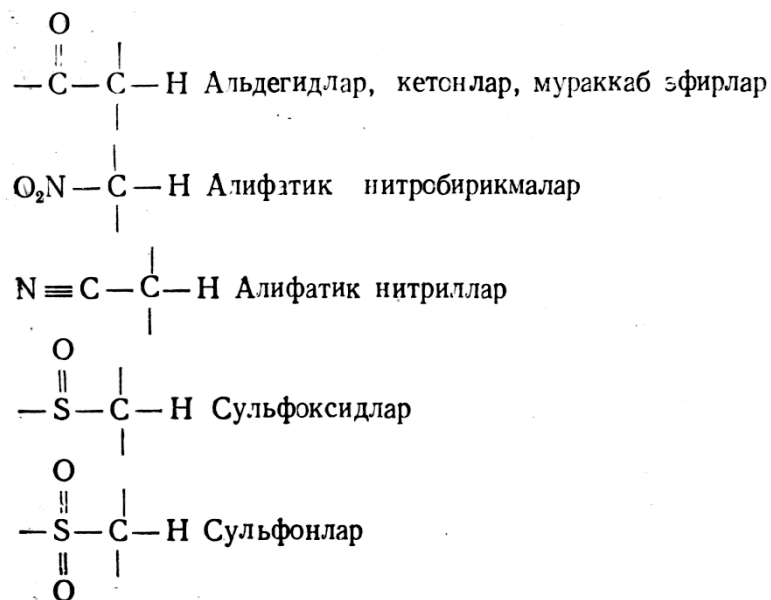 O
—C—C—H Альдегидлар, кетонлар, мураккаб эфирлар
O₂N—C—H Алифатик нитробирикмалар
N≡C—C—H Алифатик нитриллар
O
—S—C—H Сульфоксидлар
O
—S—C—H Сульфонлар
O